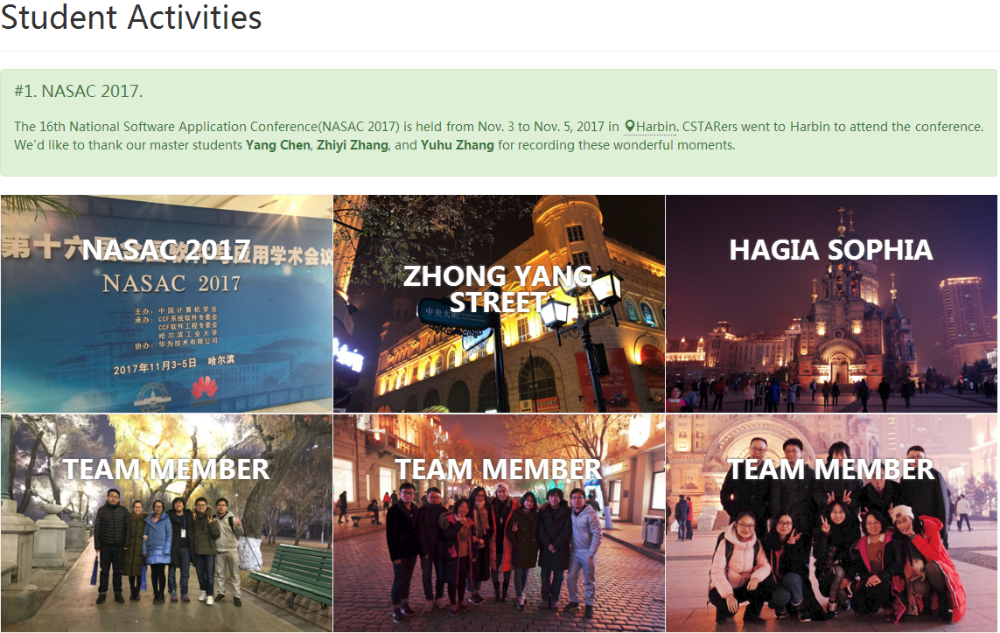 Student Activities
#1. NASAC 2017.
The 16th National Software Application Conference(NASAC 2017) is held from Nov. 3 to Nov. 5, 2017 in Harbin. CSTARers went to Harbin to attend the conference.
We'd like to thank our master students Yang Chen, Zhiyi Zhang, and Yuhu Zhang for recording these wonderful moments.
NASAC 2017
第十六届 软件 应用学术会议
NASAC 2017
主办：中国计算机学会
承办：CCF系统软件专委会
CCF软件工程专委会
哈尔滨工业大学
协办：华为技术有限公司
2017年11月3-5日 哈尔滨
ZHONG YANG
STREET
中央大街
HAGIA SOPHIA
TEAM MEMBER
TEAM MEMBER
TEAM MEMBER